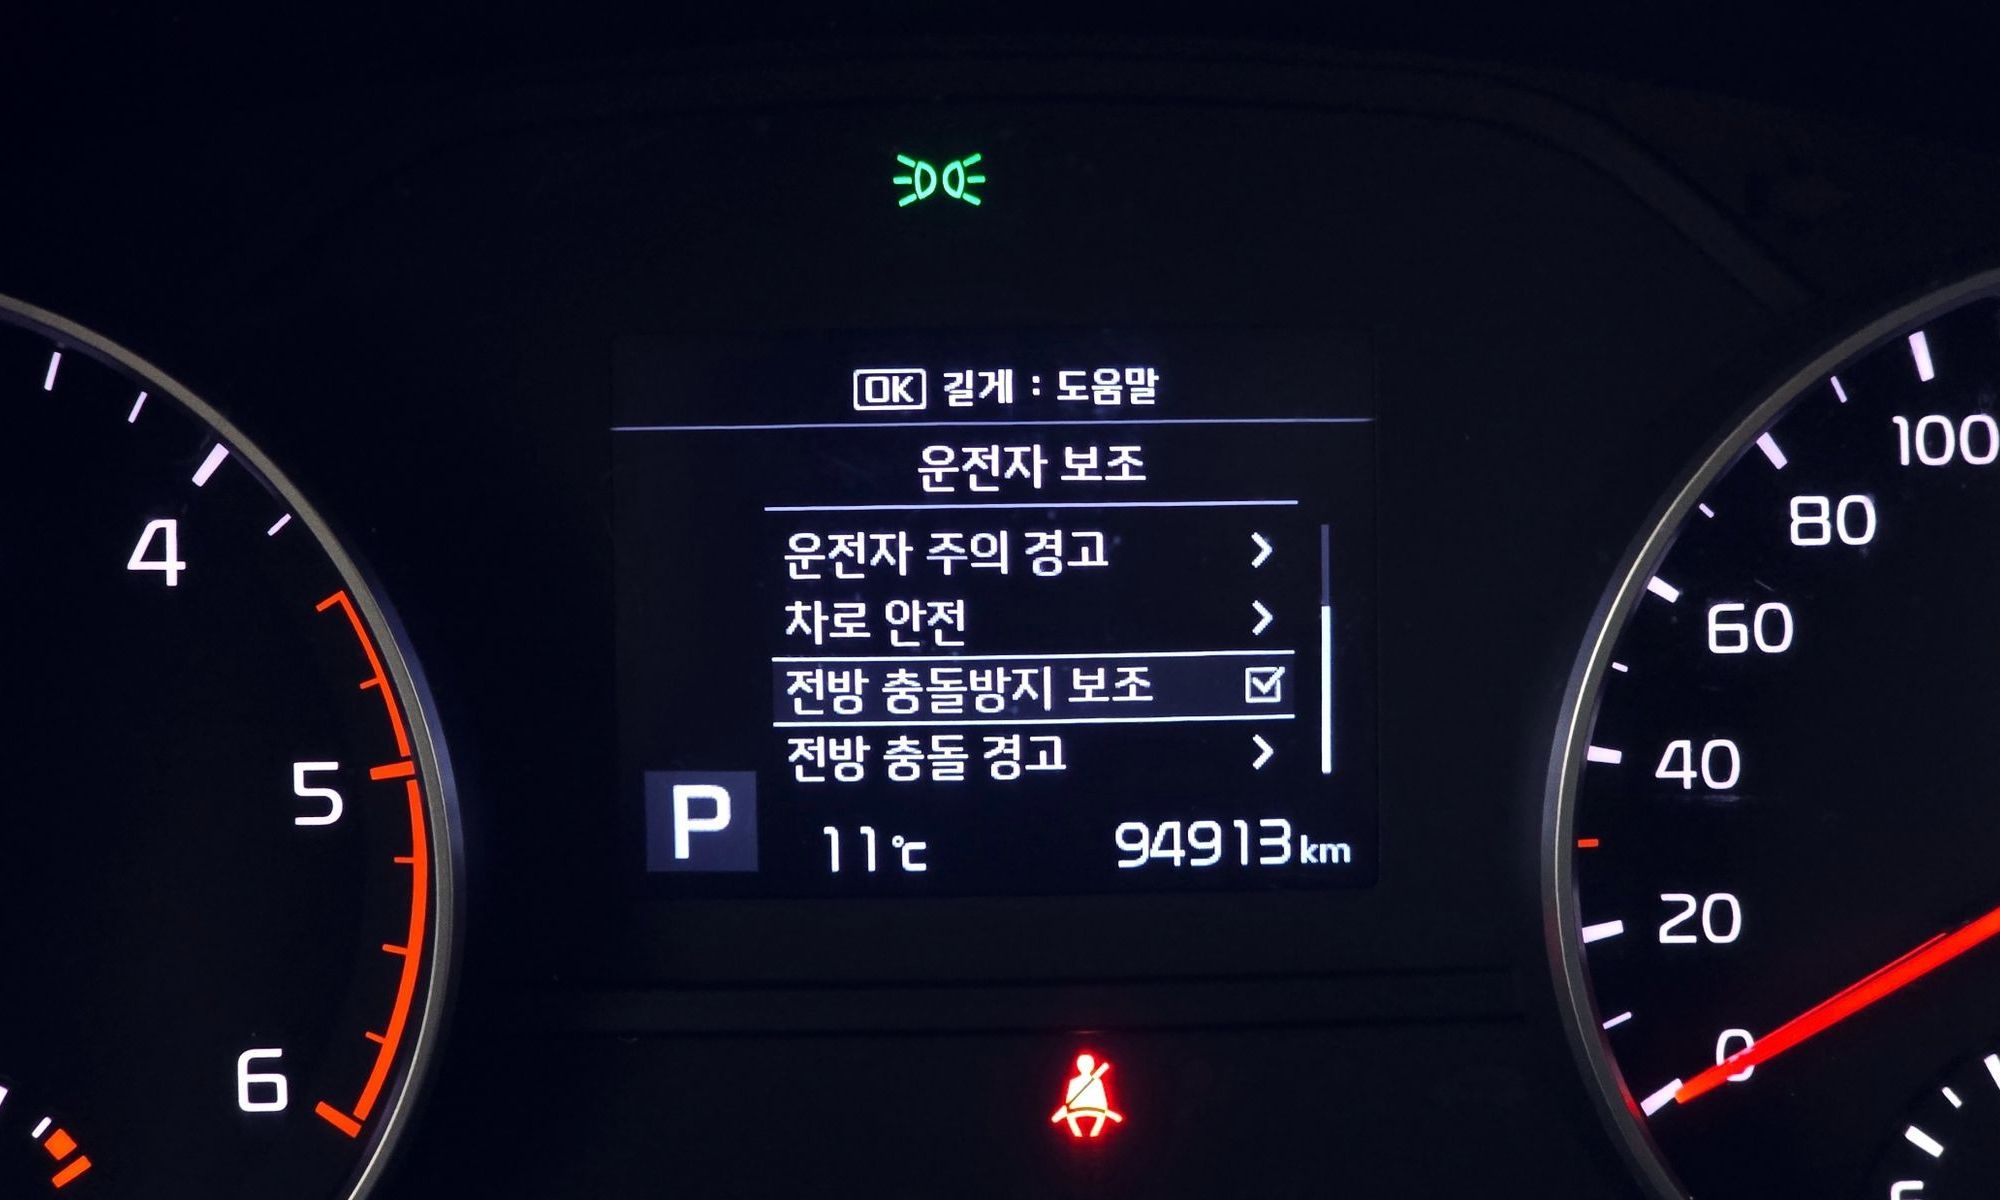 OK 길게 : 도움말
운전자 보조
운전자 주의 경고
차로 안전
전방 충돌방지 보조
전방 충돌 경고
P
11℃ 94913km
4
5
6
100
80
60
40
20
0